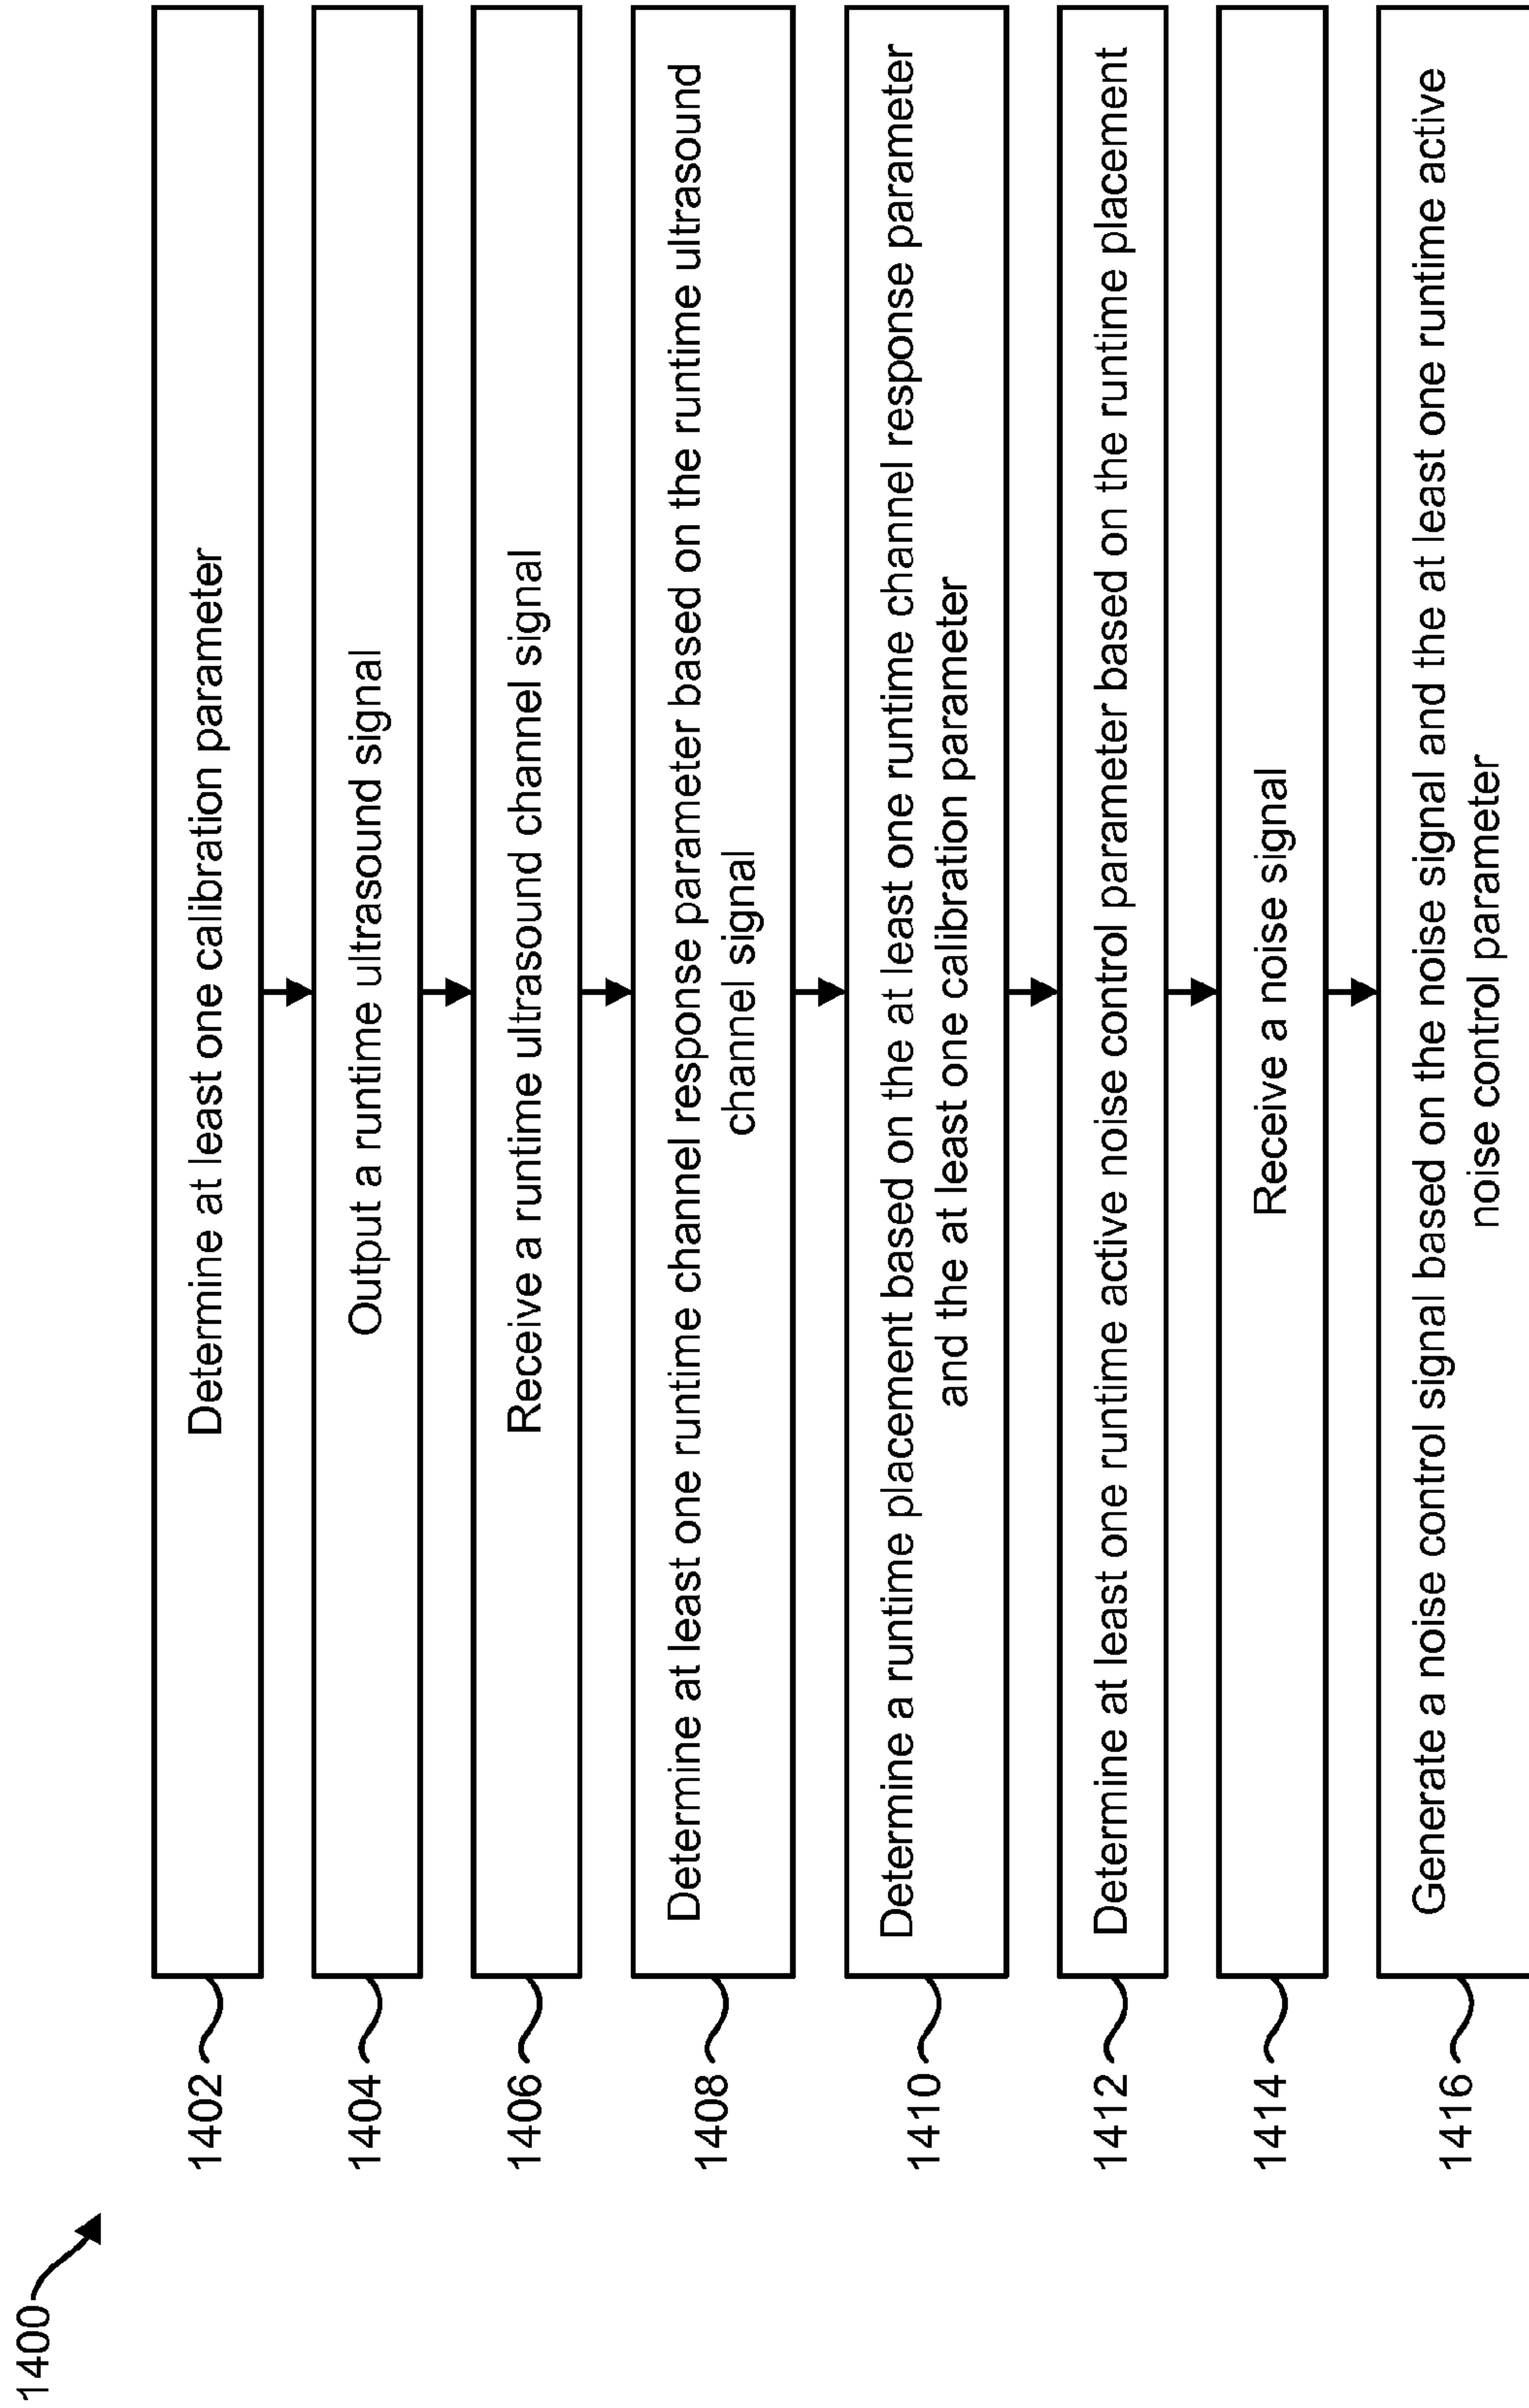 1400
1402
Determine at least one calibration parameter
1404
Output a runtime ultrasound signal
1406
Receive a runtime ultrasound channel signal
1408
Determine at least one runtime channel response parameter based on the runtime ultrasound
channel signal
1410
Determine a runtime placement based on the at least one runtime channel response parameter
and the at least one calibration parameter
1412
Determine at least one runtime active noise control parameter based on the runtime placement
1414
Receive a noise signal
1416
Generate a noise control signal based on the noise signal and the at least one runtime active
noise control parameter